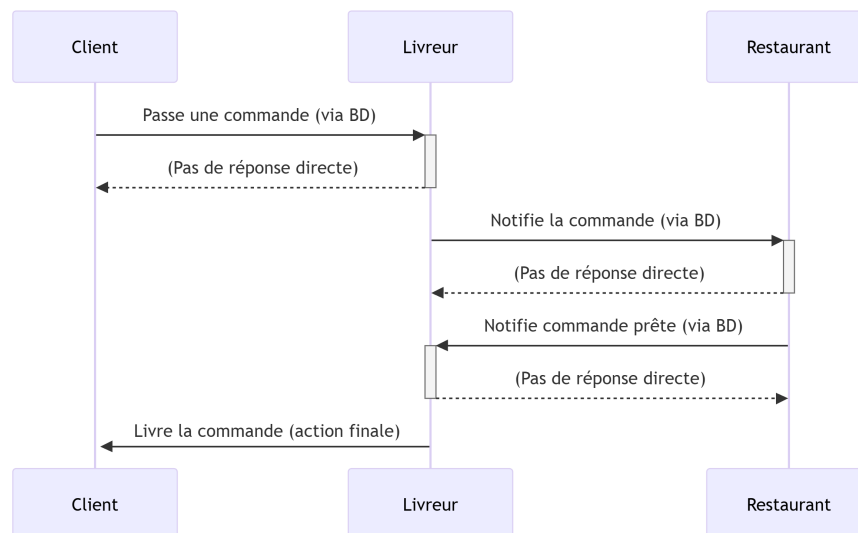 Client
Livreur
Restaurant
Passe une commande (via BD)
(Pas de réponse directe)
Notifie la commande (via BD)
(Pas de réponse directe)
Notifie commande prête (via BD)
(Pas de réponse directe)
Livre la commande (action finale)
Client
Livreur
Restaurant